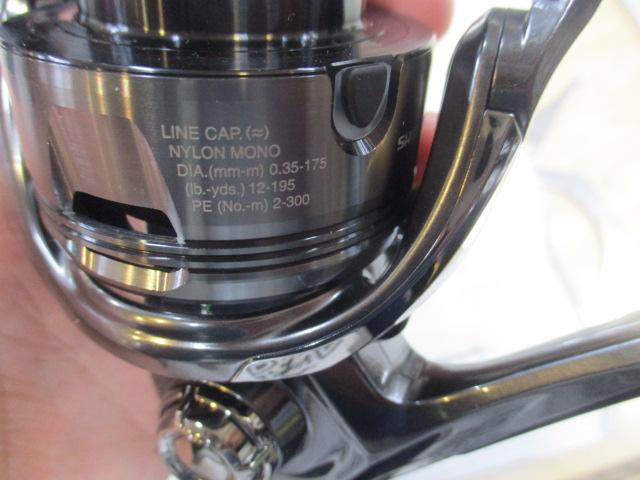 LINE CAP.(≈)
NYLON MONO
DIA.(mm-m) 0.35-175
(lb.-yds.) 12-195
PE (No.-m) 2-300